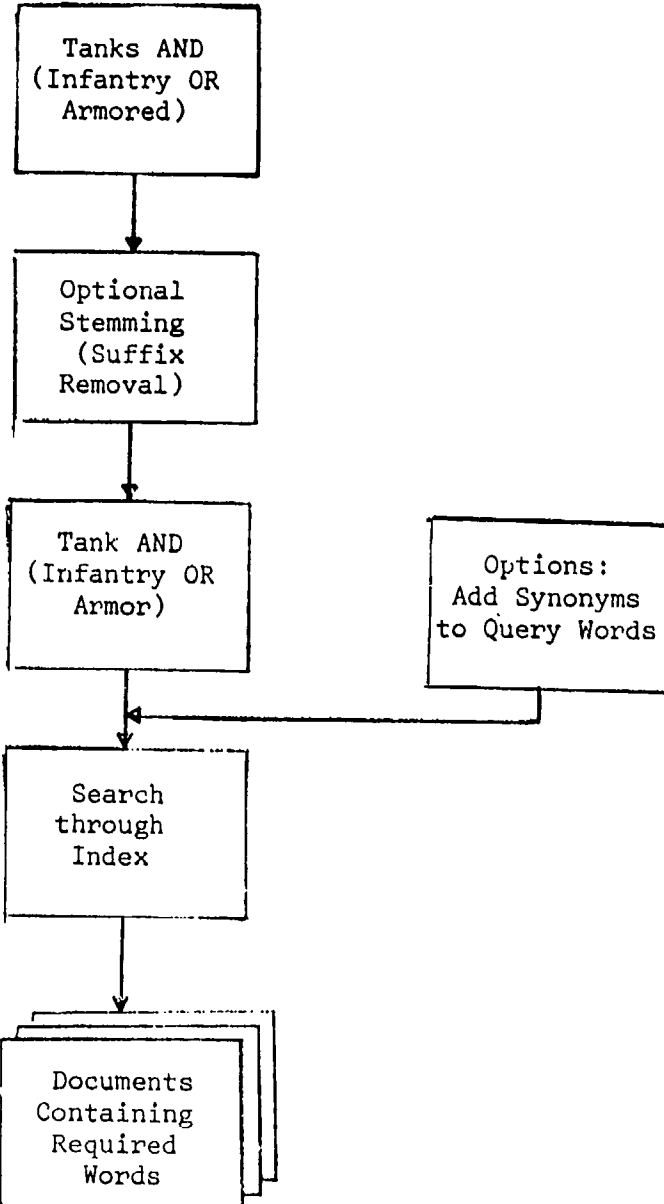 Tanks AND
(Infantry OR
Armored)
Optional
Stemming
(Suffix
Removal)
Tank AND
(Infantry OR
Armor)
Options:
Add Synonyms
to Query Words
Search
through
Index
Documents
Containing
Required
Words